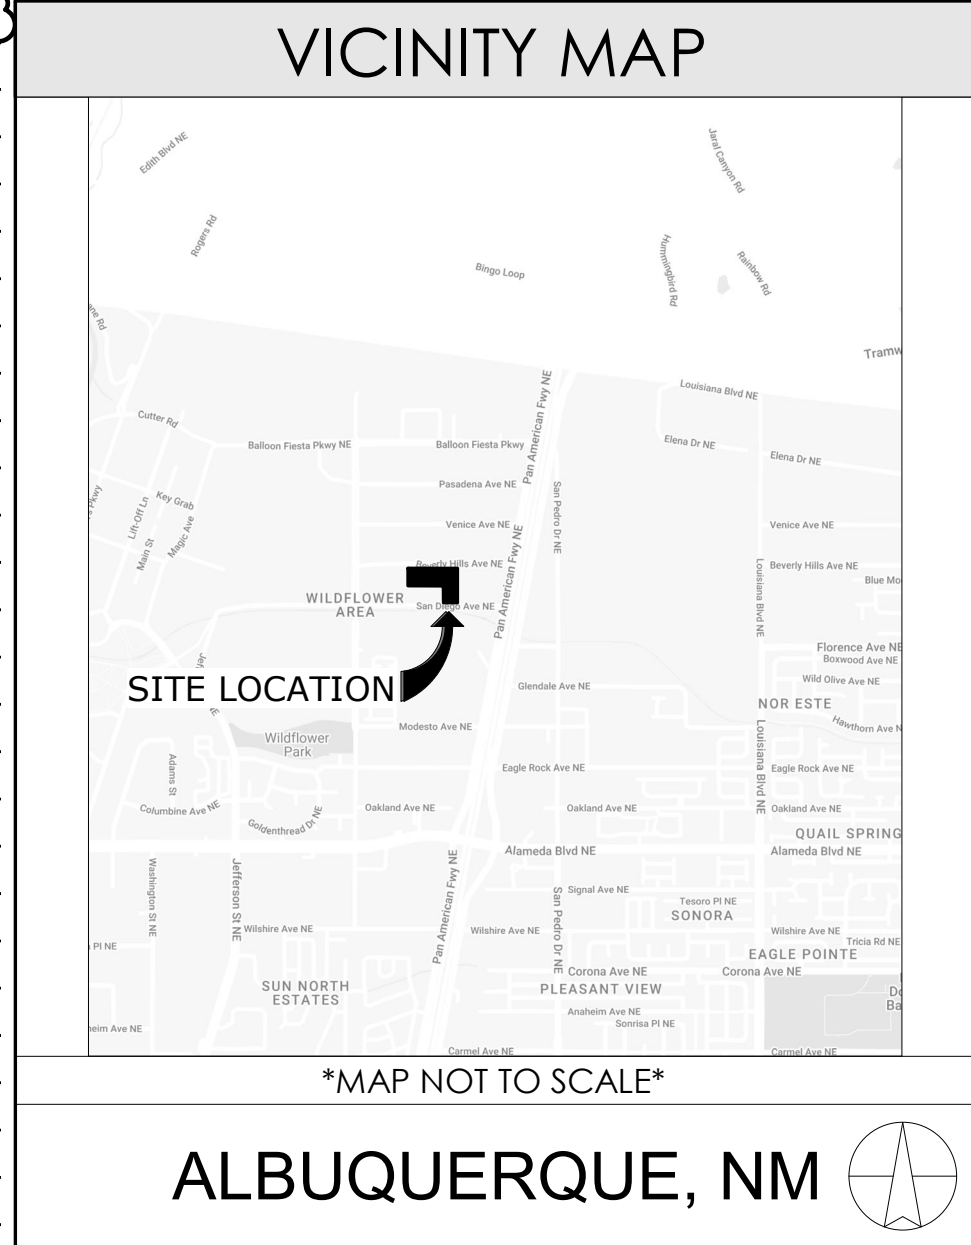 VICINITY MAP
Edith Blvd NE
Jaral Canyon Rd
Rogers Rd
Hummingbird Rd
Rainbow Rd
Bingo Loop
Tramw
Louisiana Blvd NE
Pan American Fwy NE
Cutter Rd
Balloon Fiesta Pkwy NE
Balloon Fiesta Pkwy
Elena Dr NE
Elena Dr NE
Pasadena Ave NE
San Pedro Dr NE
Key Grab
Lift-Off Ln
Main St
Magic Ave
Venice Ave NE
Venice Ave NE
Pan American Fwy NE
Beverly Hills Ave NE
Beverly Hills Ave NE
Louisiana Blvd NE
Blue Mo
WILDFLOWER
AREA
San Diego Ave NE
Florence Ave NE
Boxwood Ave NE
Wild Olive Ave NE
SITE LOCATION
Glendale Ave NE
NOR ESTE
Hawthorn Ave N
Modesto Ave NE
Louisiana Blvd NE
Wildflower
Park
Adams St
Eagle Rock Ave NE
Eagle Rock Ave NE
Columbine Ave NE
Goldenthread Dr NE
Oakland Ave NE
Oakland Ave NE
Oakland Ave NE
QUAIL SPRING
Alameda Blvd NE
Alameda Blvd NE
Washington St NE
Jefferson St NE
Pan American Fwy NE
San Pedro Dr NE
Signal Ave NE
Tesoro Pl NE
SONORA
Wilshire Ave NE
Wilshire Ave NE
Wilshire Ave NE
Tricia Rd NE
Pl NE
EAGLE POINTE
Corona Ave NE
Corona Ave NE
SUN NORTH
ESTATES
PLEASANT VIEW
Do
Ba
Anaheim Ave NE
Sonrisa Pl NE
heim Ave NE
Carmel Ave NE
Carmel Ave NE
*MAP NOT TO SCALE*
ALBUQUERQUE, NM